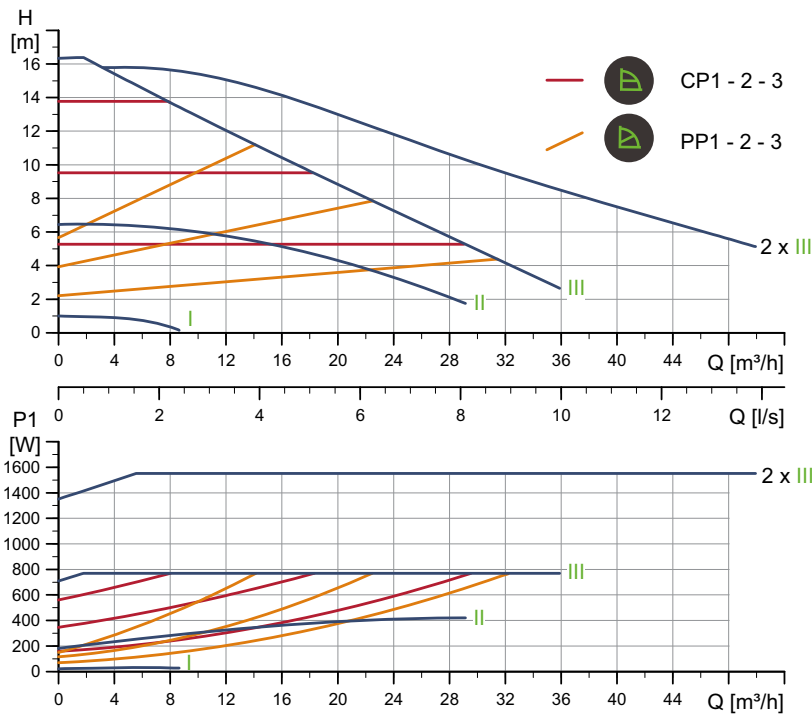 H
[m]
16
14
12
10
8
6
4
2
0
CP1 - 2 - 3
PP1 - 2 - 3
2 x III
III
II
I
0 4 8 12 16 20 24 28 32 36 40 44 Q [m³/h]
0 2 4 6 8 10 12 Q [l/s]
P1
[W]
1600
1400
1200
1000
800
600
400
200
0
2 x III
III
II
I
0 4 8 12 16 20 24 28 32 36 40 44 Q [m³/h]